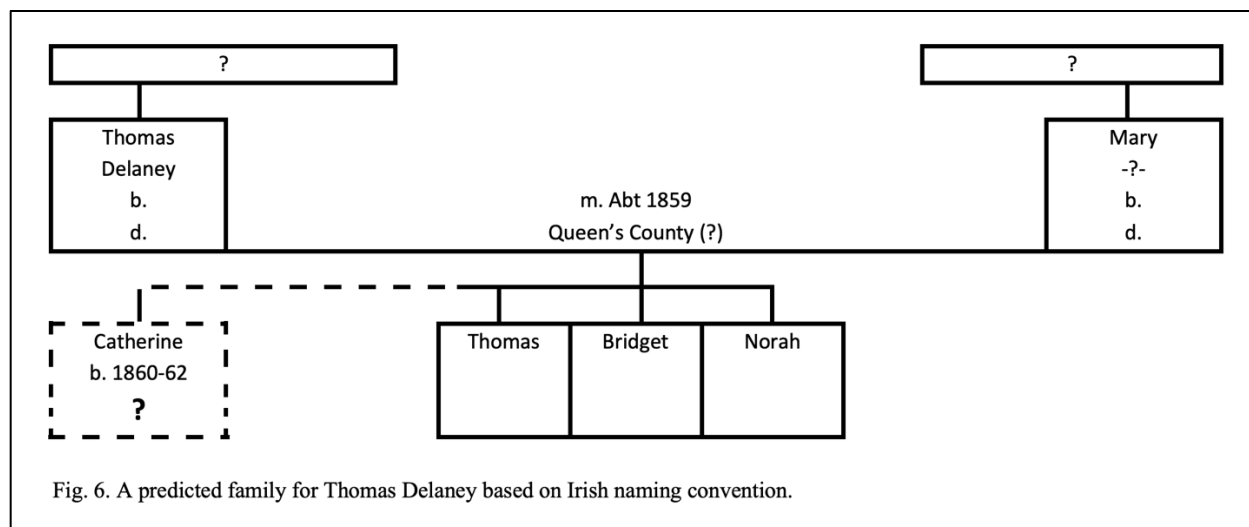 ?
?
Thomas
Delaney
b.
d.
m. Abt 1859
Queen's County (?)
Mary
-?-
b.
d.
Catherine
b. 1860-62
?
Thomas
Bridget
Norah
Fig. 6. A predicted family for Thomas Delaney based on Irish naming convention.